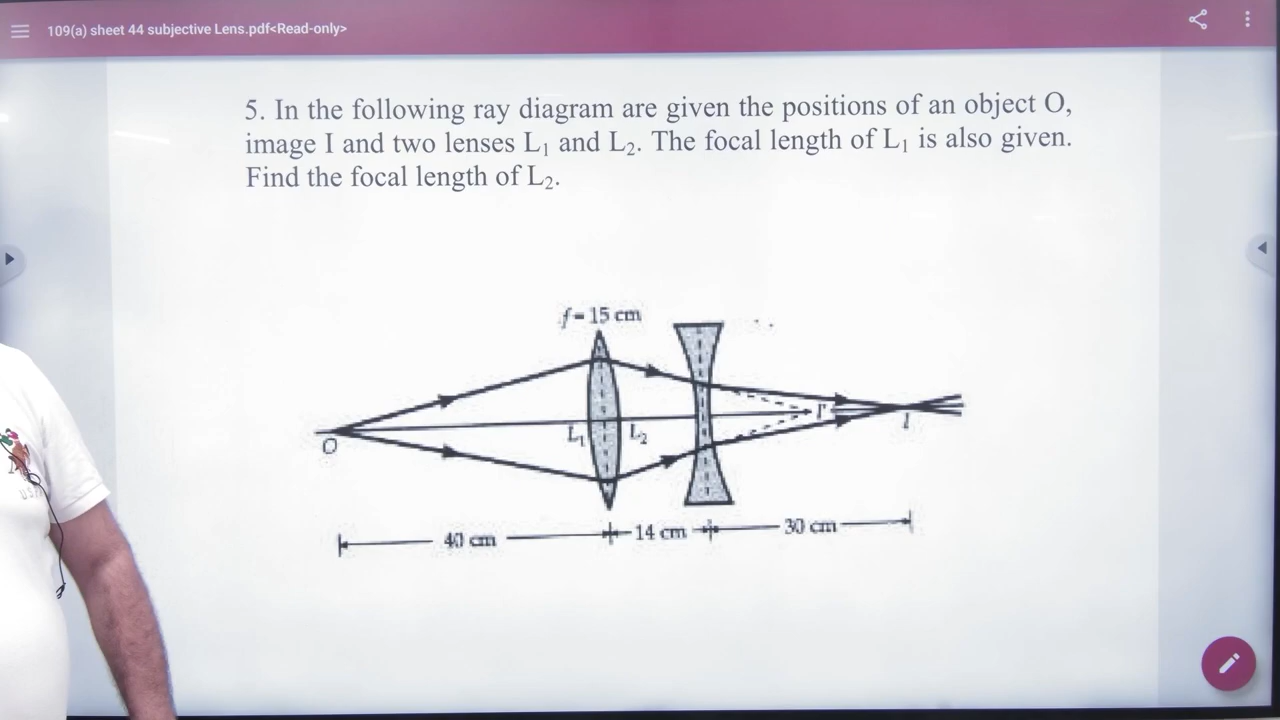 109(a) sheet 44 subjective Lens.pdf<Read-only>
5. In the following ray diagram are given the positions of an object O,
image I and two lenses L₁ and L₂. The focal length of L₁ is also given.
Find the focal length of L₂.
f = 15 cm
O
L₁
L₂
I'
I
40 cm
14 cm
30 cm